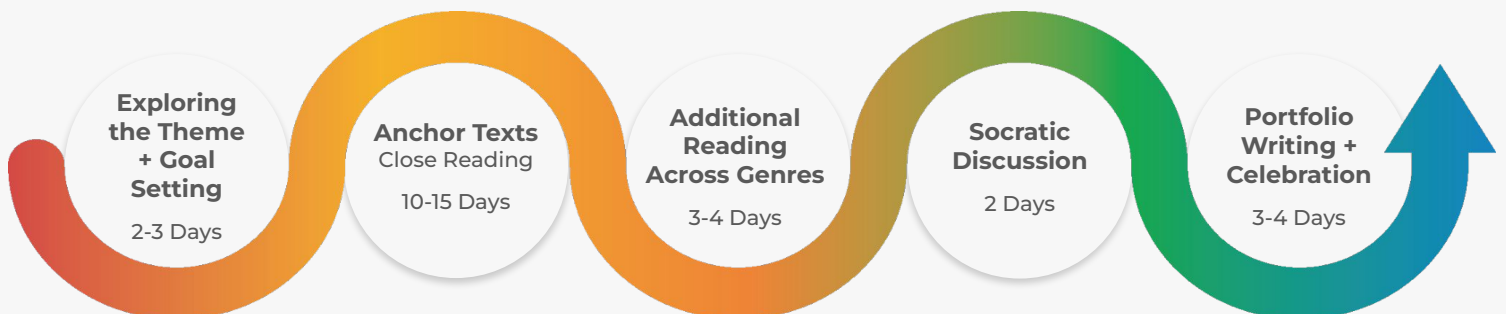 Exploring
the Theme
+ Goal
Setting
2-3 Days
Anchor Texts
Close Reading
10-15 Days
Additional
Reading
Across Genres
3-4 Days
Socratic
Discussion
2 Days
Portfolio
Writing +
Celebration
3-4 Days